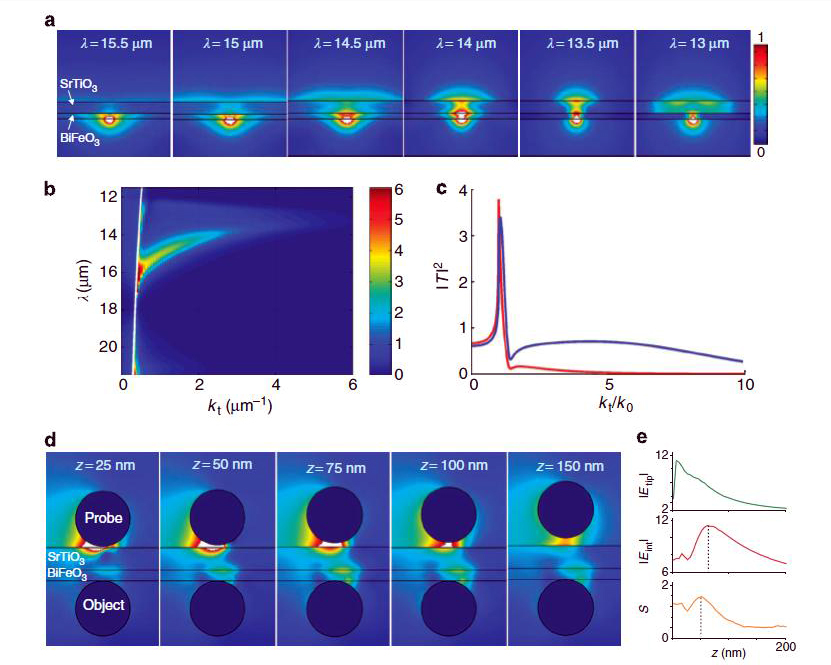 a
λ = 15.5 μm
λ = 15 μm
λ = 14.5 μm
λ = 14 μm
λ = 13.5 μm
λ = 13 μm
1
0
SrTiO3
BiFeO3
b
12
14
16
18
20
λ (μm)
0
2
4
6
kt (μm−1)
6
5
4
3
2
1
0
c
4
3
2
1
0
|T|2
0
5
10
kt/k0
d
z = 25 nm
z = 50 nm
z = 75 nm
z = 100 nm
z = 150 nm
Probe
SrTiO3
BiFeO3
Object
e
12
2
|Etip|
12
6
|Eint|
2
0
S
z (nm)
200